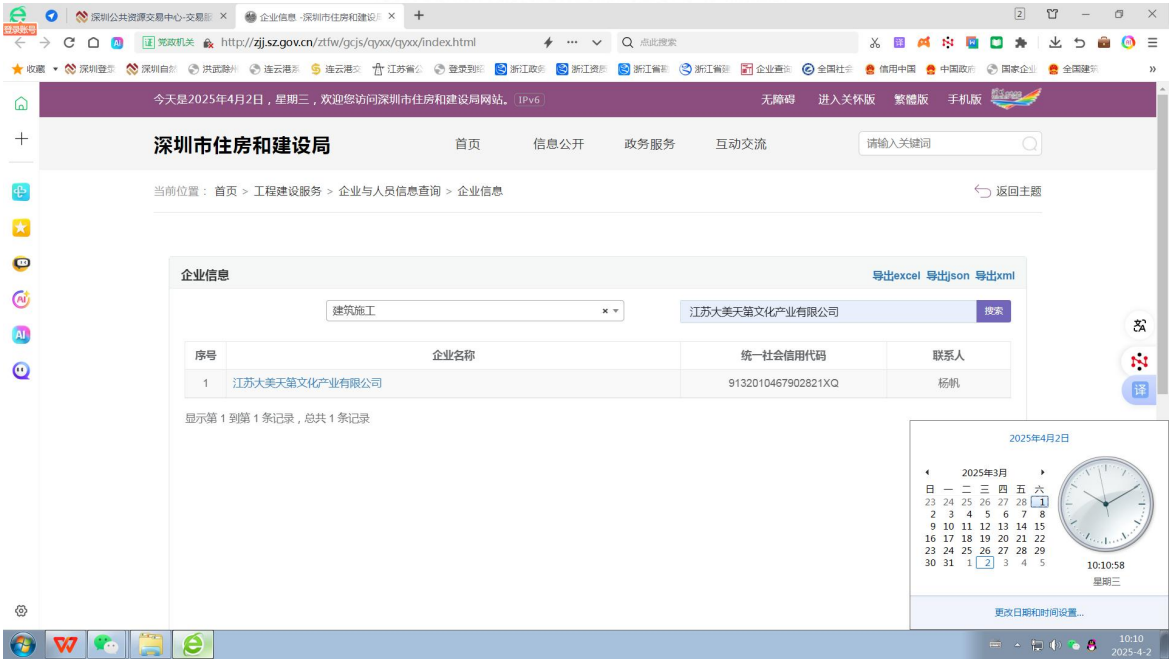 登录账号
深圳公共资源交易中心-交易
企业信息 -深圳市住房和建设
2
党政机关
http://zjj.sz.gov.cn/ztfw/gcjs/qyxx/qyxx/index.html
点此搜索
收藏
深圳登
深圳自然
洪武
连云港
连云港交
江苏省公
登录到
浙江政务
浙江资
浙江省
浙江省
企业查询
全国社会
信用中国
中国政府
国家企业
全国建筑
今天是2025年4月2日，星期三，欢迎您访问深圳市住房和建设局网站。 IPv6
无障碍 进入关怀版 繁體版 手机版
深圳市住房和建设局
首页 信息公开 政务服务 互动交流
请输入关键词
当前位置： 首页 > 工程建设服务 > 企业与人员信息查询 > 企业信息
返回主题
企业信息
导出excel 导出json 导出xml
建筑施工 ×
江苏大美天第文化产业有限公司 搜索
序号 企业名称 统一社会信用代码 联系人
1 江苏大美天第文化产业有限公司 9132010467902821XQ 杨帆
显示第 1 到第 1 条记录，总共 1 条记录
译
2025年4月2日
2025年3月
日 一 二 三 四 五 六
23 24 25 26 27 28 1
2 3 4 5 6 7 8
9 10 11 12 13 14 15
16 17 18 19 20 21 22
23 24 25 26 27 28 29
30 31 1 2 3 4 5
10:10:58
星期三
更改日期和时间设置...
10:10
2025-4-2